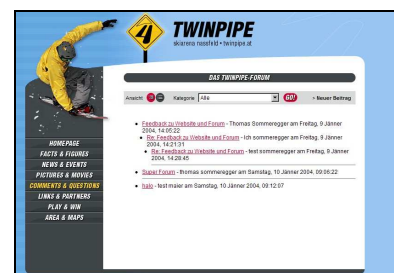 4
TWINPIPE
skiarena nassfeld • twinpipe.at
DAS TWINPIPE-FORUM
Ansicht Kategorie Alle GO! > Neuer Beitrag
Feedback zu Website und Forum - Thomas Sommeregger am Freitag, 9 Jänner
2004, 14:05:22
Re: Feedback zu Website und Forum - Ich sommeregger am Freitag, 9 Jänner
2004, 14:21:31
Re: Feedback zu Website und Forum - test sommeregger am Freitag, 9 Jänner
2004, 14:28:45
Super Forum - thomas sommeregger am Samstag, 10 Jänner 2004, 09:06:22
halo - test maier am Samstag, 10 Jänner 2004, 09:12:07
HOMEPAGE
FACTS & FIGURES
NEWS & EVENTS
PICTURES & MOVIES
COMMENTS & QUESTIONS
LINKS & PARTNERS
PLAY & WIN
AREA & MAPS